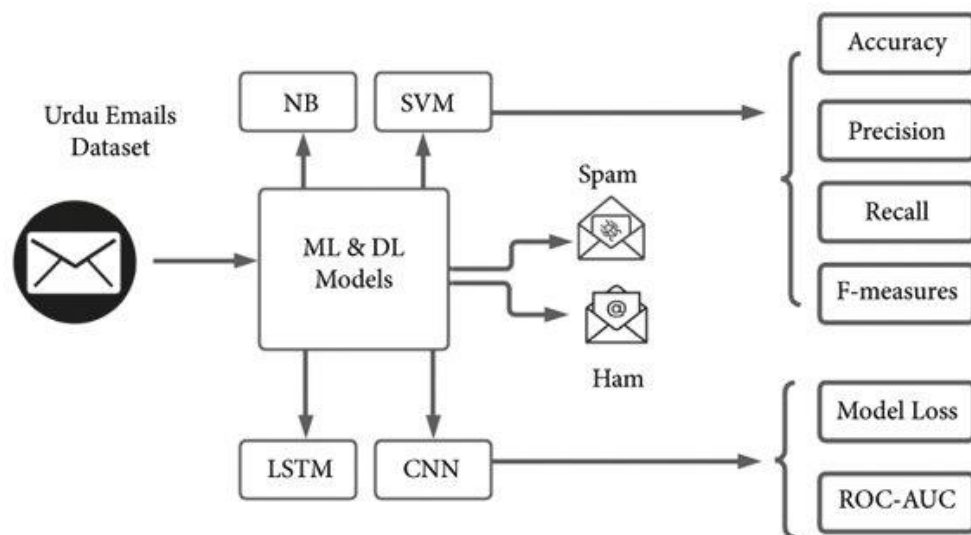 Urdu Emails
Dataset
NB
SVM
ML & DL
Models
LSTM
CNN
Spam
@
Ham
Accuracy
Precision
Recall
F-measures
Model Loss
ROC-AUC